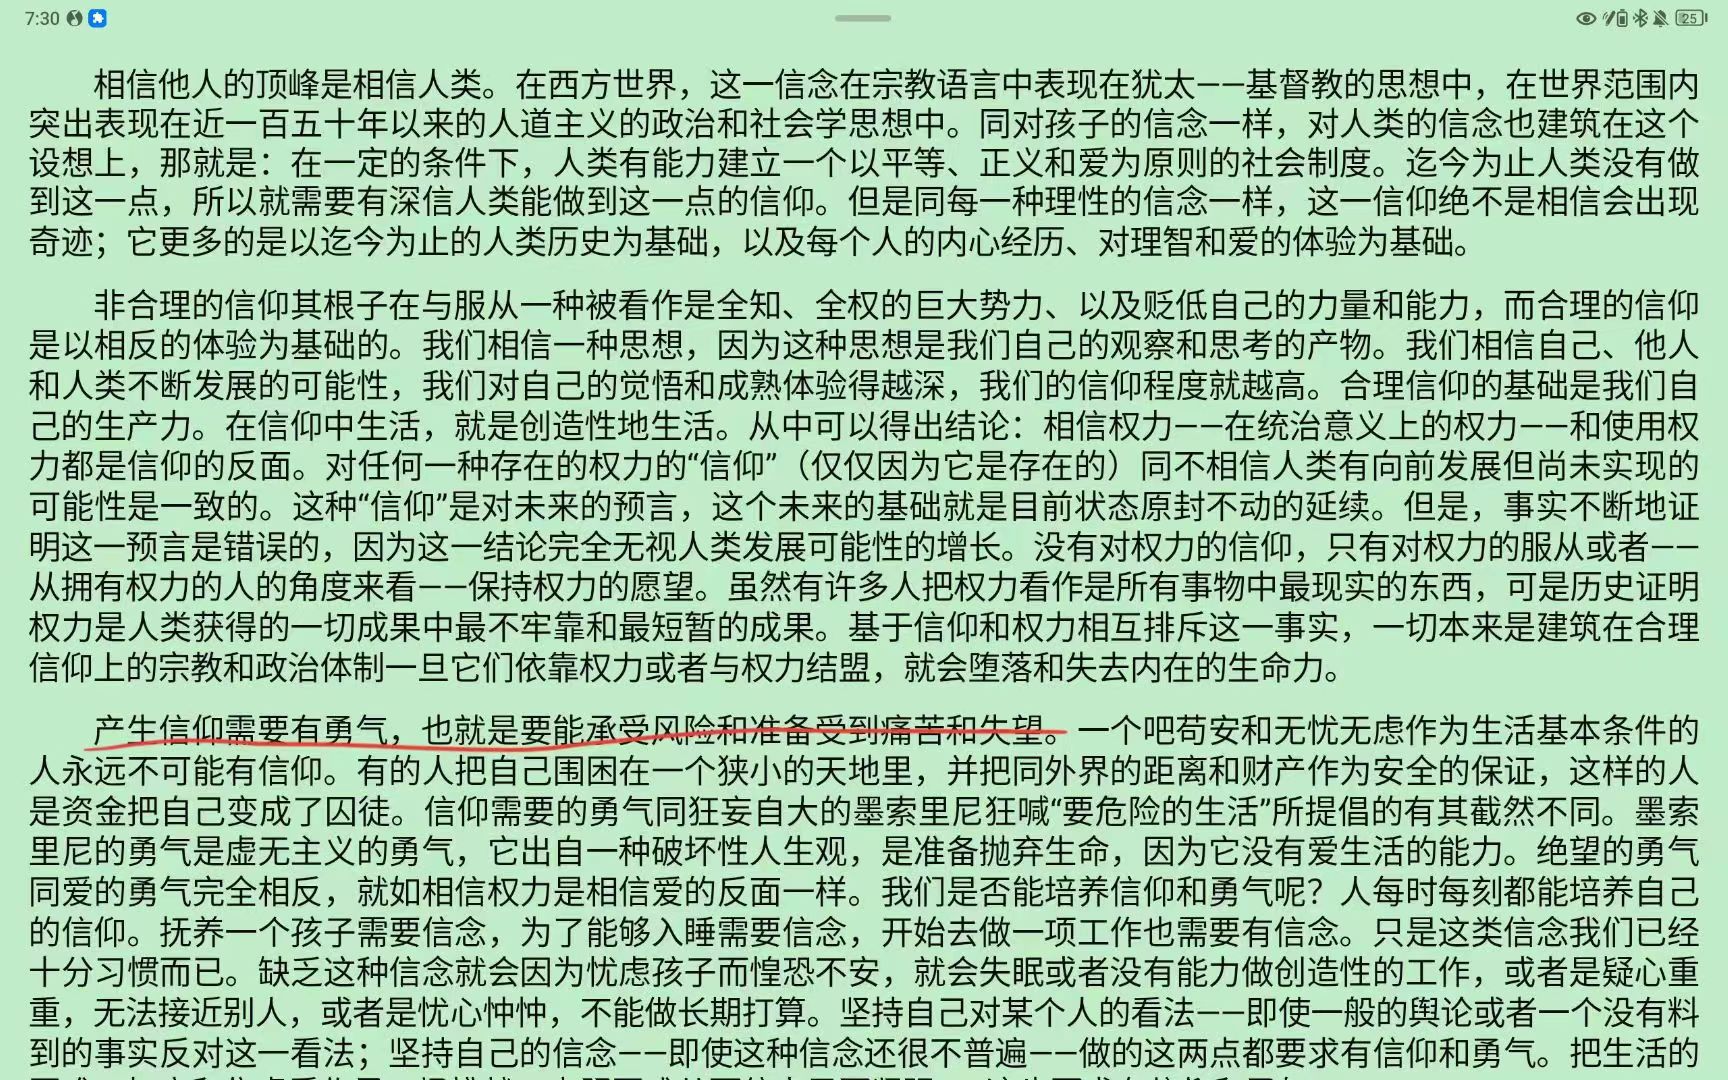 7:30
25
相信他人的顶峰是相信人类。在西方世界，这一信念在宗教语言中表现在犹太——基督教的思想中，在世界范围内
突出表现在近一百五十年以来的人道主义的政治和社会学思想中。同对孩子的信念一样，对人类的信念也建筑在这个
设想上，那就是：在一定的条件下，人类有能力建立一个以平等、正义和爱为原则的社会制度。迄今为止人类没有做
到这一点，所以就需要有深信人类能做到这一点的信仰。但是同每一种理性的信念一样，这一信仰绝不是相信会出现
奇迹；它更多的是以迄今为止的人类历史为基础，以及每个人的内心经历、对理智和爱的体验为基础。
非合理的信仰其根子在与服从一种被看作是全知、全权的巨大势力、以及贬低自己的力量和能力，而合理的信仰
是以相反的体验为基础的。我们相信一种思想，因为这种思想是我们自己的观察和思考的产物。我们相信自己、他人
和人类不断发展的可能性，我们对自己的觉悟和成熟体验得越深，我们的信仰程度就越高。合理信仰的基础是我们自
己的生产力。在信仰中生活，就是创造性地生活。从中可以得出结论：相信权力——在统治意义上的权力——和使用权
力都是信仰的反面。对任何一种存在的权力的“信仰”（仅仅因为它是存在的）同不相信人类有向前发展但尚未实现的
可能性是一致的。这种“信仰”是对未来的预言，这个未来的基础就是目前状态原封不动的延续。但是，事实不断地证
明这一预言是错误的，因为这一结论完全无视人类发展可能性的增长。没有对权力的信仰，只有对权力的服从或者——
从拥有权力的人的角度来看——保持权力的愿望。虽然有许多人把权力看作是所有事物中最现实的东西，可是历史证明
权力是人类获得的一切成果中最不牢靠和最短暂的成果。基于信仰和权力相互排斥这一事实，一切本来是建筑在合理
信仰上的宗教和政治体制一旦它们依靠权力或者与权力结盟，就会堕落和失去内在的生命力。
产生信仰需要有勇气，也就是要能承受风险和准备受到痛苦和失望。一个吧苟安和无忧无虑作为生活基本条件的
人永远不可能有信仰。有的人把自己围困在一个狭小的天地里，并把同外界的距离和财产作为安全的保证，这样的人
是资金把自己变成了囚徒。信仰需要的勇气同狂妄自大的墨索里尼狂喊“要危险的生活”所提倡的有其截然不同。墨索
里尼的勇气是虚无主义的勇气，它出自一种破坏性人生观，是准备抛弃生命，因为它没有爱生活的能力。绝望的勇气
同爱的勇气完全相反，就如相信权力是相信爱的反面一样。我们是否能培养信仰和勇气呢？人每时每刻都能培养自己
的信仰。抚养一个孩子需要信念，为了能够入睡需要信念，开始去做一项工作也需要有信念。只是这类信念我们已经
十分习惯而已。缺乏这种信念就会因为忧虑孩子而惶恐不安，就会失眠或者没有能力做创造性的工作，或者是疑心重
重，无法接近别人，或者是忧心忡忡，不能做长期打算。坚持自己对某个人的看法——即使一般的舆论或者一个没有料
到的事实反对这一看法；坚持自己的信念——即使这种信念还很不普遍——做的这两点都要求有信仰和勇气。把生活的